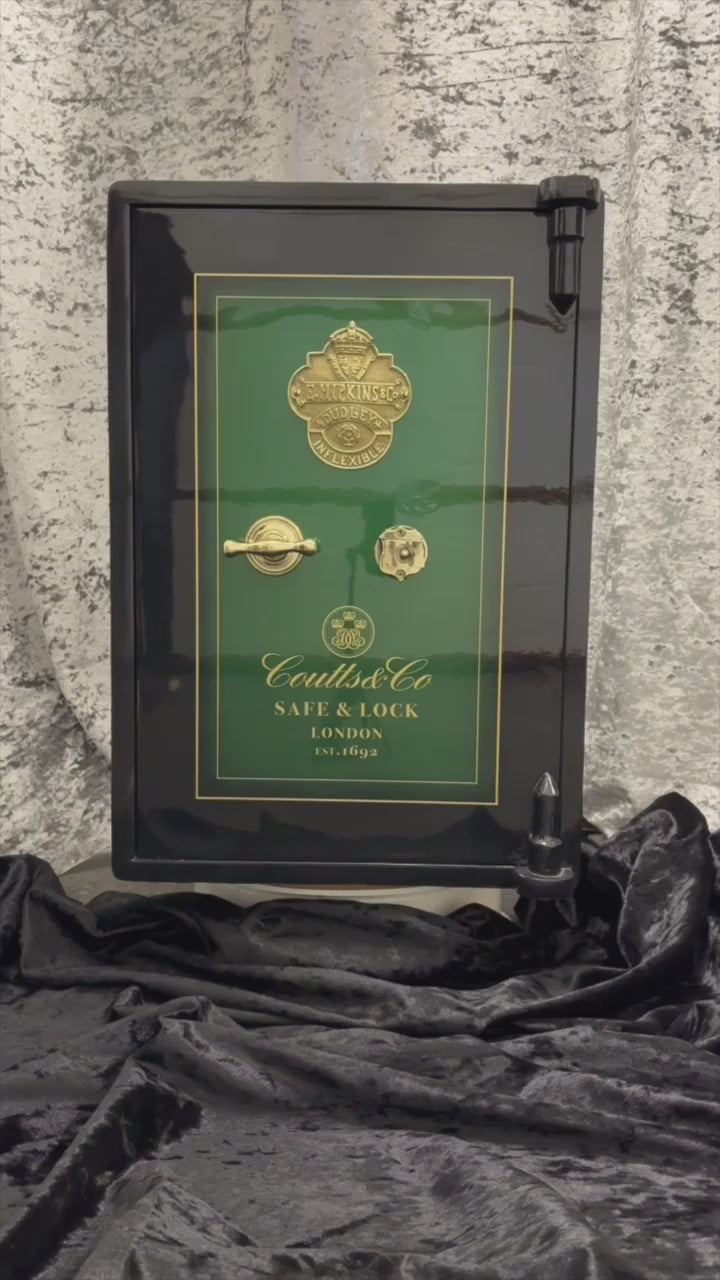 E. HIPKINS & Co
DUDLEY
INFLEXIBLE
Coutts & Co
SAFE & LOCK
LONDON
EST. 1692